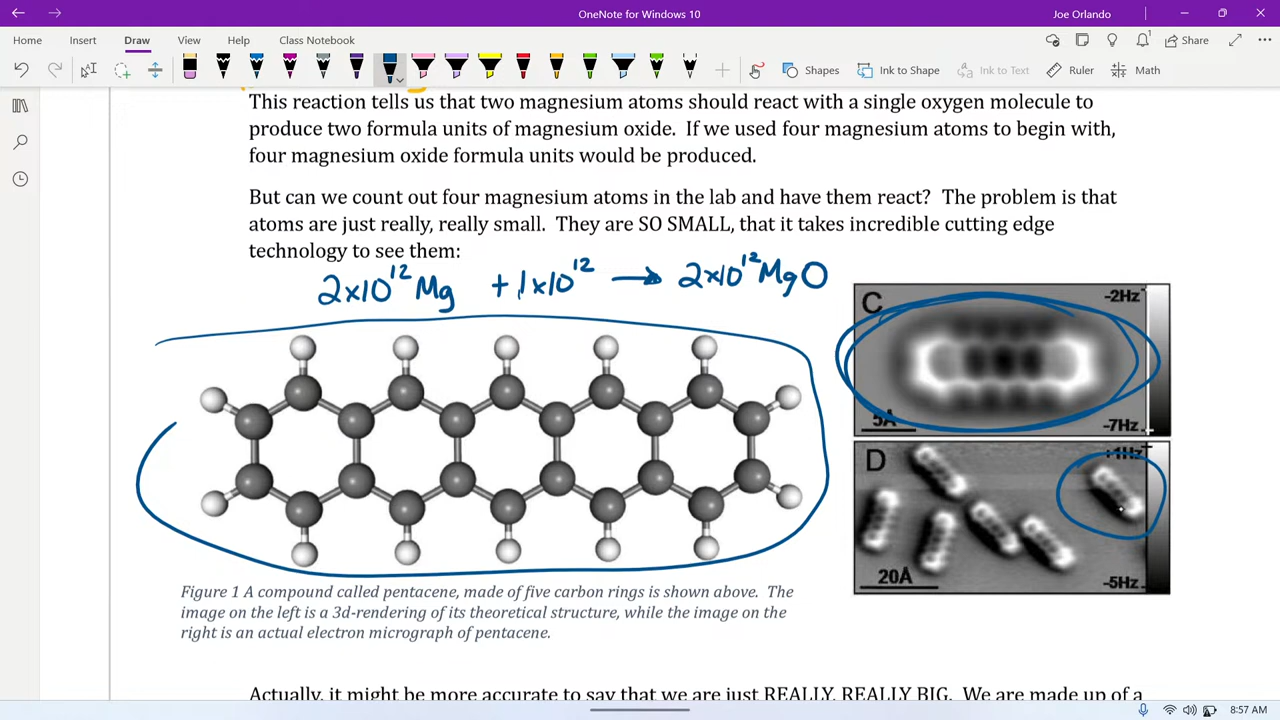 OneNote for Windows 10
Joe Orlando
Home Insert Draw View Help Class Notebook
Share
Shapes Ink to Shape Ink to Text Ruler Math
This reaction tells us that two magnesium atoms should react with a single oxygen molecule to
produce two formula units of magnesium oxide. If we used four magnesium atoms to begin with,
four magnesium oxide formula units would be produced.
But can we count out four magnesium atoms in the lab and have them react? The problem is that
atoms are just really, really small. They are SO SMALL, that it takes incredible cutting edge
technology to see them:
2x10¹² Mg + 1x10¹² → 2x10¹² MgO
C
-2Hz
5Å
-7Hz
D
+1Hz
20Å
-5Hz
Figure 1 A compound called pentacene, made of five carbon rings is shown above. The
image on the left is a 3d-rendering of its theoretical structure, while the image on the
right is an actual electron micrograph of pentacene.
Actually, it might be more accurate to say that we are just REALLY, REALLY BIG. We are made up of a
8:57 AM